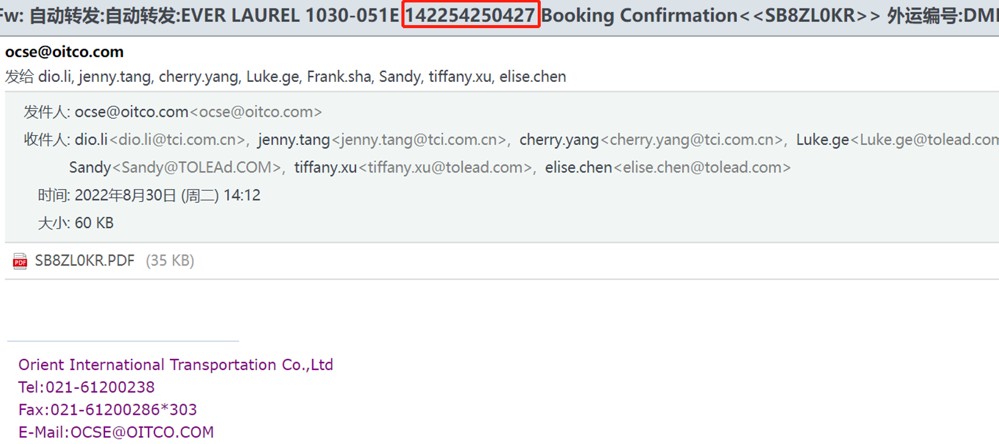 Fw: 自动转发:自动转发:EVER LAUREL 1030-051E 142254250427 Booking Confirmation<<SB8ZL0KR>> 外运编号:DM
ocse@oitco.com
发给 dio.li, jenny.tang, cherry.yang, Luke.ge, Frank.sha, Sandy, tiffany.xu, elise.chen
发件人: ocse@oitco.com<ocse@oitco.com>
收件人: dio.li<dio.li@tci.com.cn>, jenny.tang<jenny.tang@tci.com.cn>, cherry.yang<cherry.yang@tci.com.cn>, Luke.ge<Luke.ge@tolead.com
Sandy<Sandy@TOLEAd.COM>, tiffany.xu<tiffany.xu@tolead.com>, elise.chen<elise.chen@tolead.com>
时间: 2022年8月30日 (周二) 14:12
大小: 60 KB
PDF SB8ZL0KR.PDF (35 KB)
Orient International Transportation Co.,Ltd
Tel:021-61200238
Fax:021-61200286*303
E-Mail:OCSE@OITCO.COM